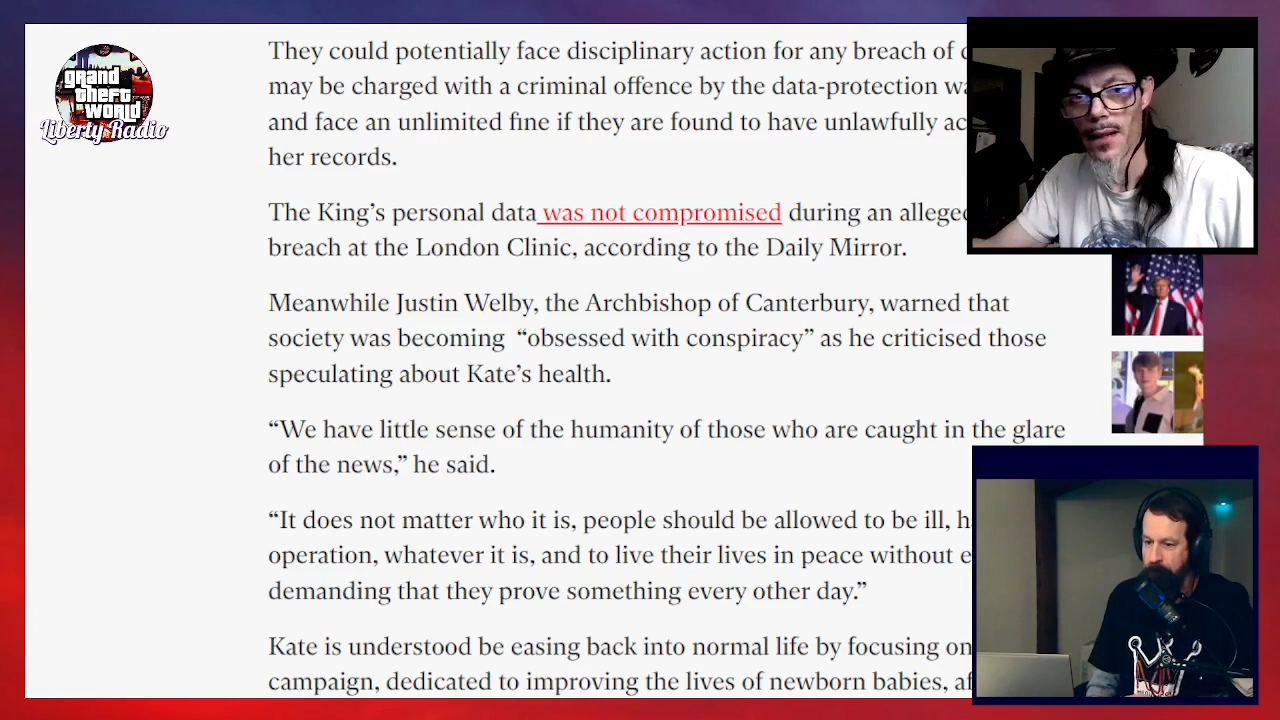 grand
theft
world
Liberty Radio
They could potentially face disciplinary action for any breach of
may be charged with a criminal offence by the data-protection
and face an unlimited fine if they are found to have unlawfully
her records.
The King’s personal data was not compromised during an alleged
breach at the London Clinic, according to the Daily Mirror.
Meanwhile Justin Welby, the Archbishop of Canterbury, warned that
society was becoming “obsessed with conspiracy” as he criticised those
speculating about Kate’s health.
“We have little sense of the humanity of those who are caught in the glare
of the news,” he said.
“It does not matter who it is, people should be allowed to be ill,
operation, whatever it is, and to live their lives in peace without
demanding that they prove something every other day.”
Kate is understood be easing back into normal life by focusing on
campaign, dedicated to improving the lives of newborn babies,